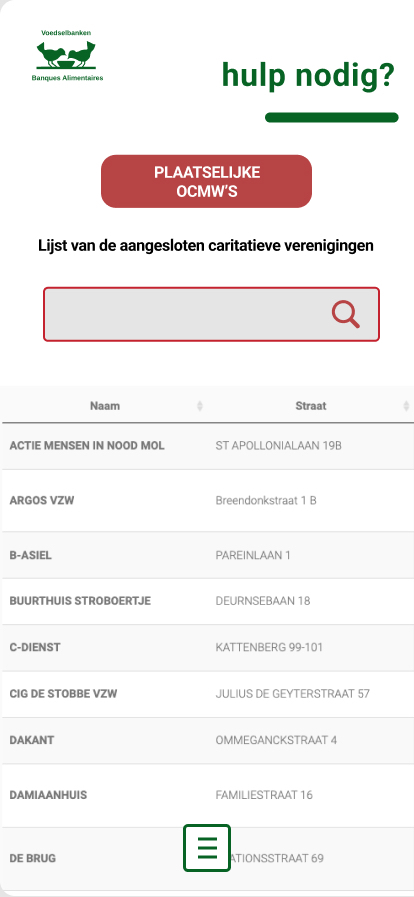 Voedselbanken
Banques Alimentaires
hulp nodig?
PLAATSELIJKE
OCMW'S
Lijst van de aangesloten caritatieve verenigingen
Naam Straat
ACTIE MENSEN IN NOOD MOL ST APOLLONIALAAN 19B
ARGOS VZW Breendonkstraat 1 B
B-ASIEL PAREINLAAN 1
BUURTHUIS STROBOERTJE DEURNSEBAAN 18
C-DIENST KATTENBERG 99-101
CIG DE STOBBE VZW JULIUS DE GEYTERSTRAAT 57
DAKANT OMMEGANCKSTRAAT 4
DAMIAANHUIS FAMILIESTRAAT 16
DE BRUG ATIONSSTRAAT 69